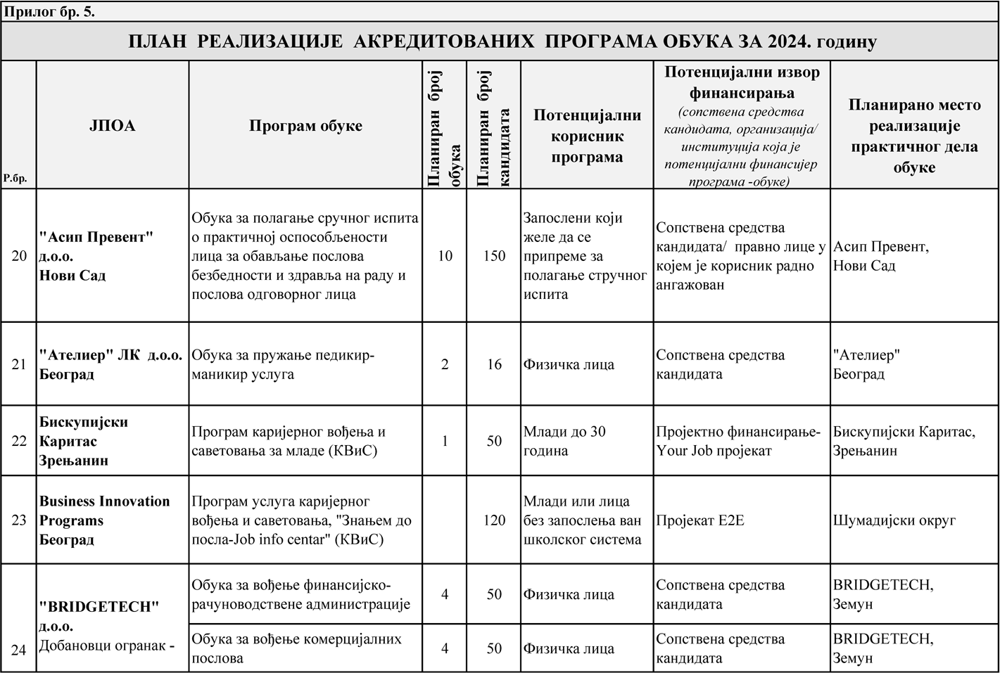 Прилог бр. 5.
ПЛАН РЕАЛИЗАЦИЈЕ АКРЕДИТОВАНИХ ПРОГРАМА ОБУКА ЗА 2024. годину
Р.бр.
ЈПОА
Програм обуке
Планиран број
обука
Планиран број
кандидата
Потенцијални
корисник
програма
Потенцијални извор
финансирања
(сопствена средства
кандидата, организација/
институција која је
потенцијални финансијер
програма -обуке)
Планирано место
реализације
практичног дела
обуке
20
"Асип Превент"
д.о.о.
Нови Сад
Обука за полагање сручног испита
о практичној оспособљености
лица за обављање послова
безбедности и здравља на раду и
послова одговорног лица
10
150
Запослени који
желе да се
припреме за
полагање стручног
испита
Сопствена средства
кандидата/ правно лице у
којем је корисник радно
ангажован
Асип Превент,
Нови Сад
21
"Ателиер" ЛК д.о.о.
Београд
Обука за пружање педикир-
маникир услуга
2
16
Физичка лица
Сопствена средства
кандидата
"Ателиер"
Београд
22
Бискупијски
Каритас
Зрењанин
Програм каријерног вођења и
саветовања за младе (КВиС)
1
50
Млади до 30
година
Пројектно финансирање-
Your Job пројекат
Бискупијски Каритас,
Зрењанин
23
Business Innovation
Programs
Београд
Програм услуга каријерног
вођења и саветовања, "Знањем до
посла-Job info centar" (КВиС)
120
Млади или лица
без запослења ван
школског система
Пројекат Е2Е
Шумадијски округ
24
"BRIDGETECH"
д.о.о.
Добановци огранак -
Обука за вођење финансијско-
рачуноводствене администрације
4
50
Физичка лица
Сопствена средства
кандидата
BRIDGETECH,
Земун
Обука за вођење комерцијалних
послова
4
50
Физичка лица
Сопствена средства
кандидата
BRIDGETECH,
Земун